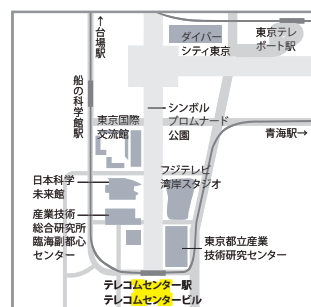 ←台場駅
ダイバー
シティ東京
東京テレ
ポート駅
船の科学館駅
シンボル
プロムナード
公園
東京国際
交流館
青海駅→
フジテレビ
湾岸スタジオ
日本科学
未来館
産業技術
総合研究所
臨海副都心
センター
東京都立産業
技術研究センター
テレコムセンター駅
テレコムセンタービル